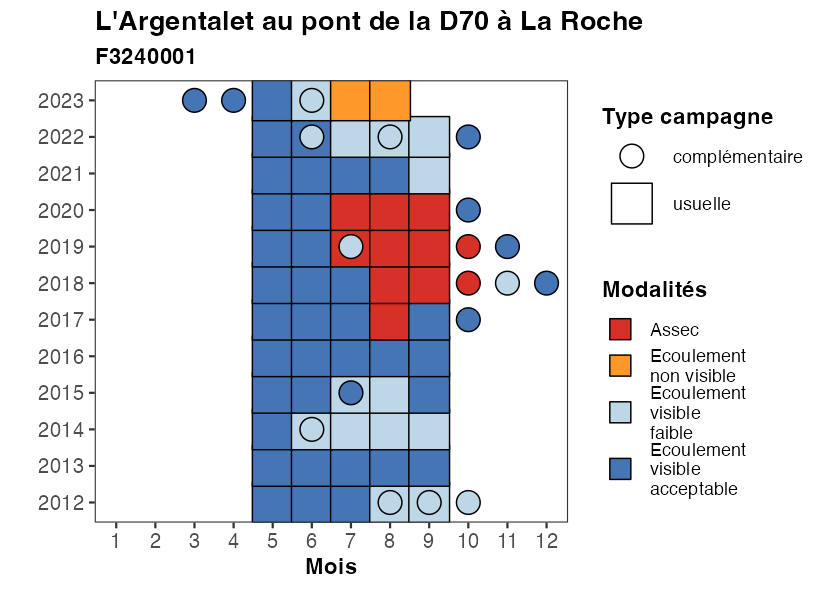 L'Argentalet au pont de la D70 à La Roche
F3240001
2023
2022
2021
2020
2019
2018
2017
2016
2015
2014
2013
2012
1 2 3 4 5 6 7 8 9 10 11 12
Mois
Type campagne
complémentaire
usuelle
Modalités
Assec
Ecoulement
non visible
Ecoulement
visible
faible
Ecoulement
visible
acceptable